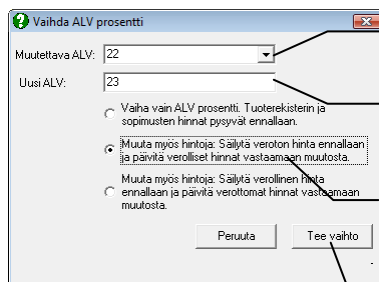 Vaihda ALV prosentti
Muutettava ALV: 22
Uusi ALV: 23
Vaiha vain ALV prosentti. Tuoterekisterin ja
sopimusten hinnat pysyvät ennallaan.
Muuta myös hintoja: Säilytä veroton hinta ennallaan
ja päivitä verolliset hinnat vastaamaan muutosta.
Muuta myös hintoja: Säilytä verollinen hinta
ennallaan ja päivitä verottomat hinnat vastaamaan
muutosta.
Peruuta Tee vaihto